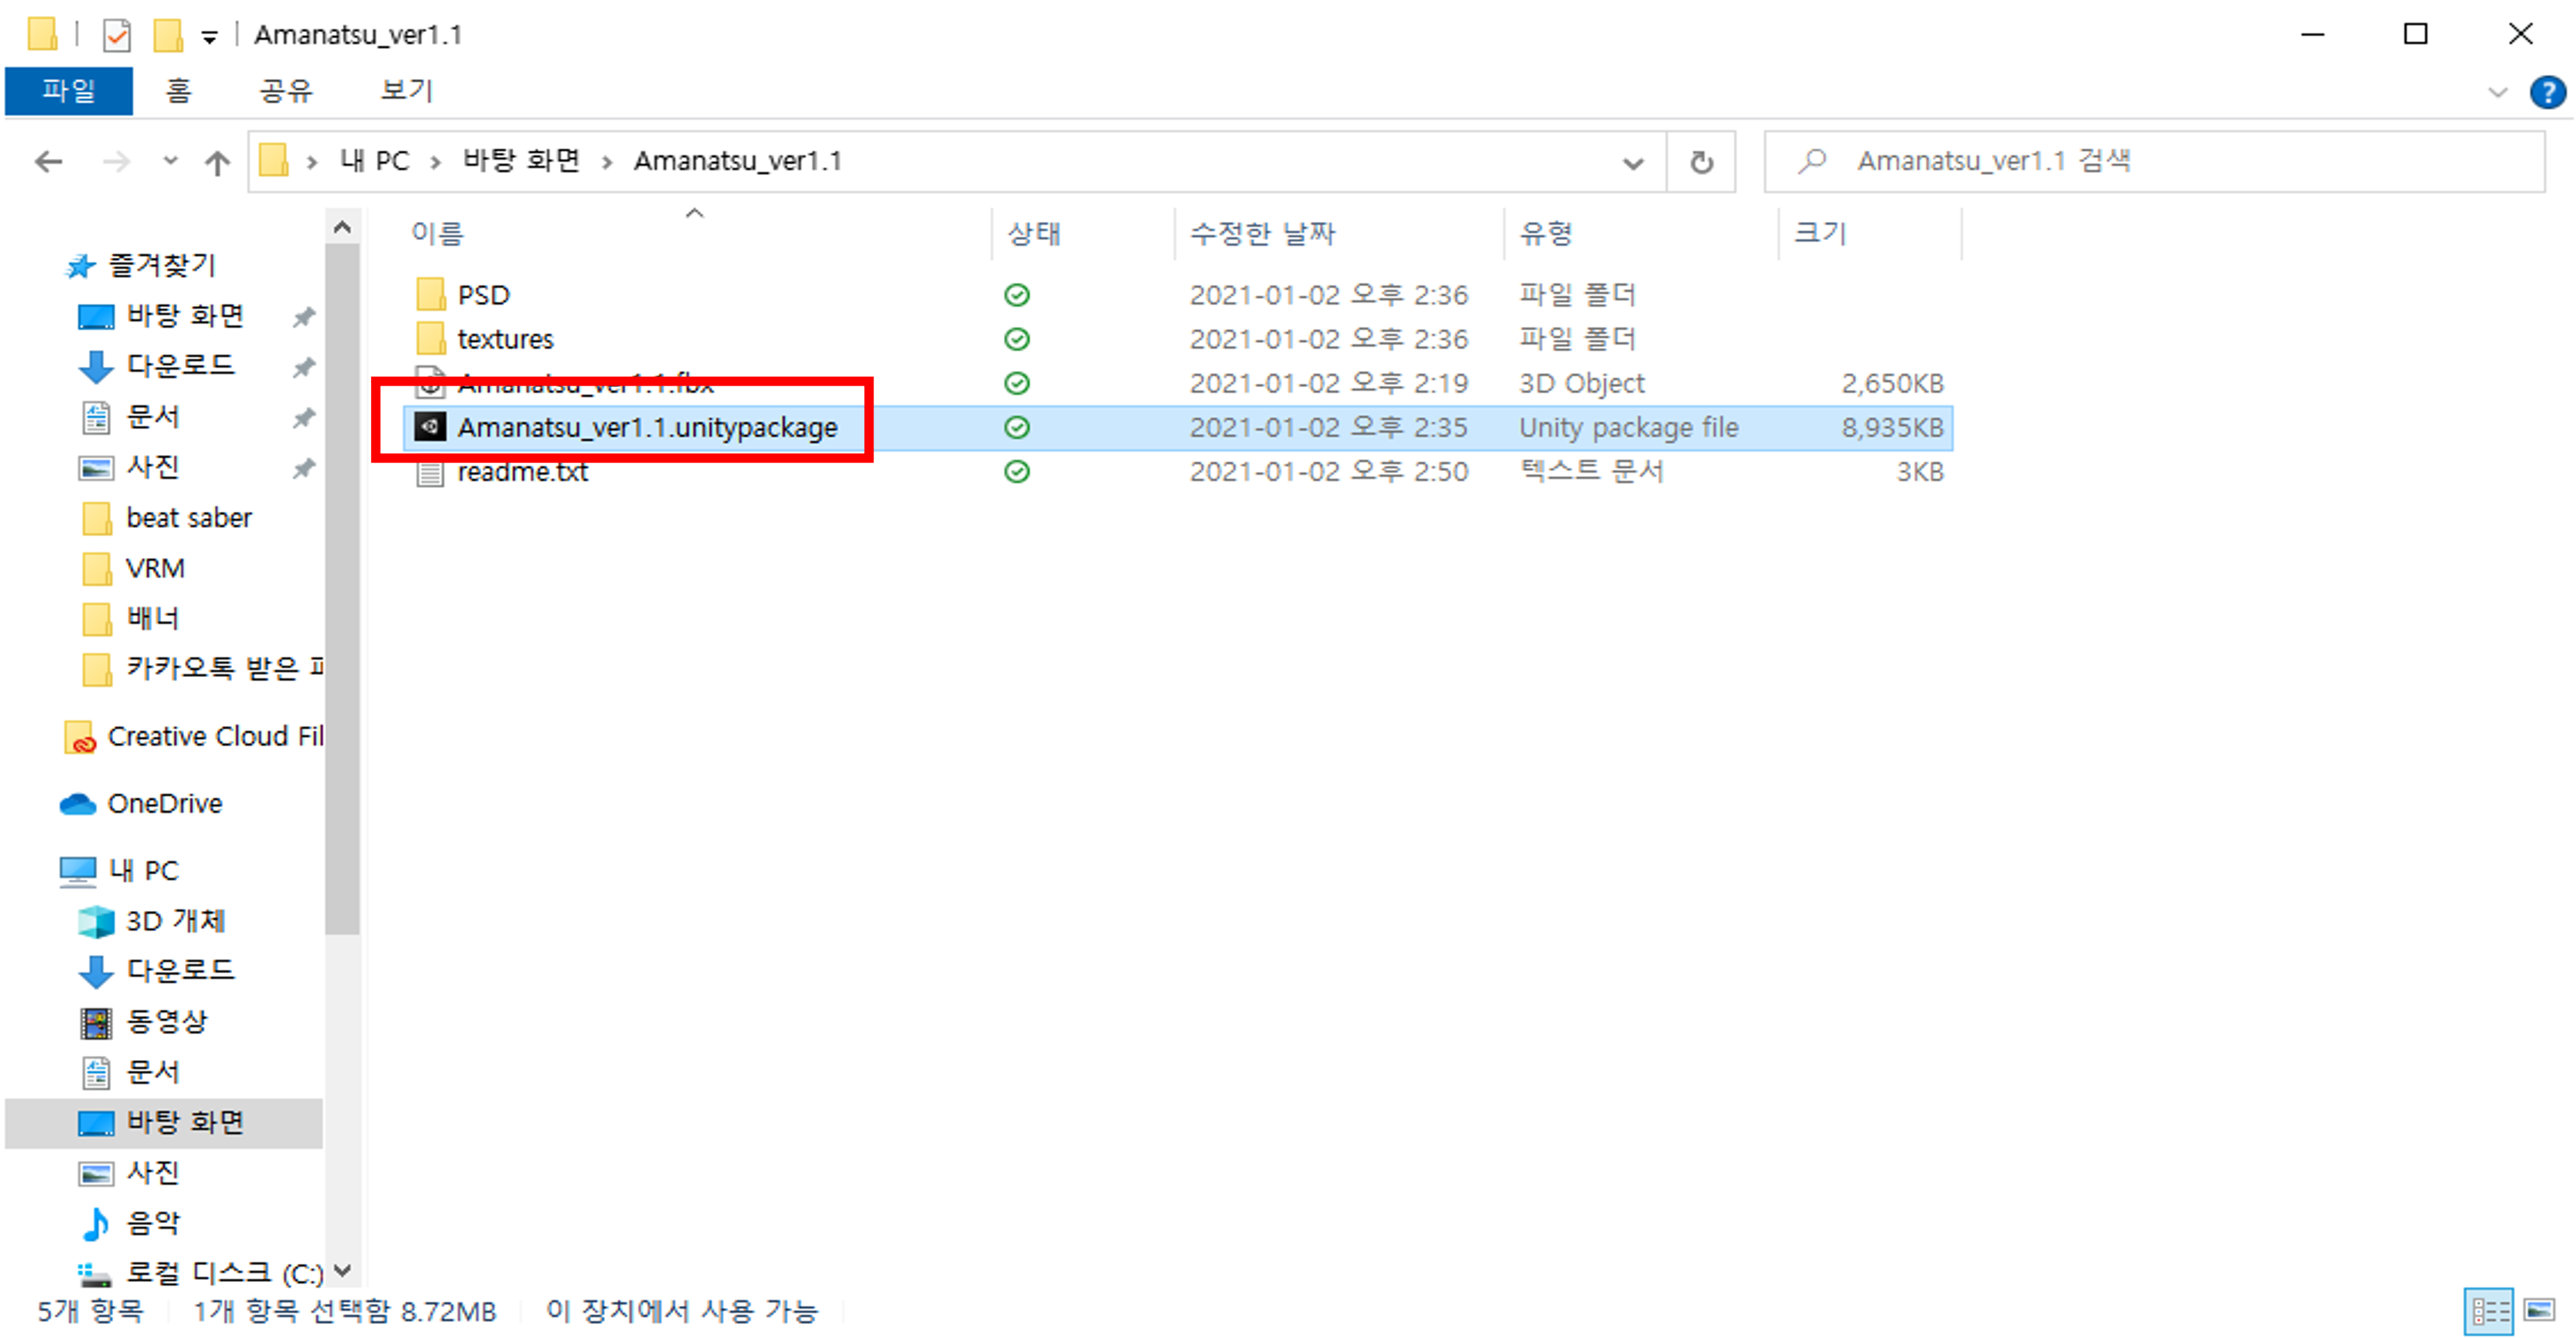 Amanatsu_ver1.1
파일 홈 공유 보기
내 PC 바탕 화면 Amanatsu_ver1.1
Amanatsu_ver1.1 검색
이름 상태 수정한 날짜 유형 크기
PSD 2021-01-02 오후 2:36 파일 폴더
textures 2021-01-02 오후 2:36 파일 폴더
Amanatsu_ver1.1.fbx 2021-01-02 오후 2:19 3D Object 2,650KB
Amanatsu_ver1.1.unitypackage 2021-01-02 오후 2:35 Unity package file 8,935KB
readme.txt 2021-01-02 오후 2:50 텍스트 문서 3KB
즐겨찾기
바탕 화면
다운로드
문서
사진
beat saber
VRM
배너
카카오톡 받은 파
Creative Cloud Fil
OneDrive
내 PC
3D 개체
다운로드
동영상
문서
바탕 화면
사진
음악
로컬 디스크 (C:)
5개 항목 1개 항목 선택함 8.72MB 이 장치에서 사용 가능